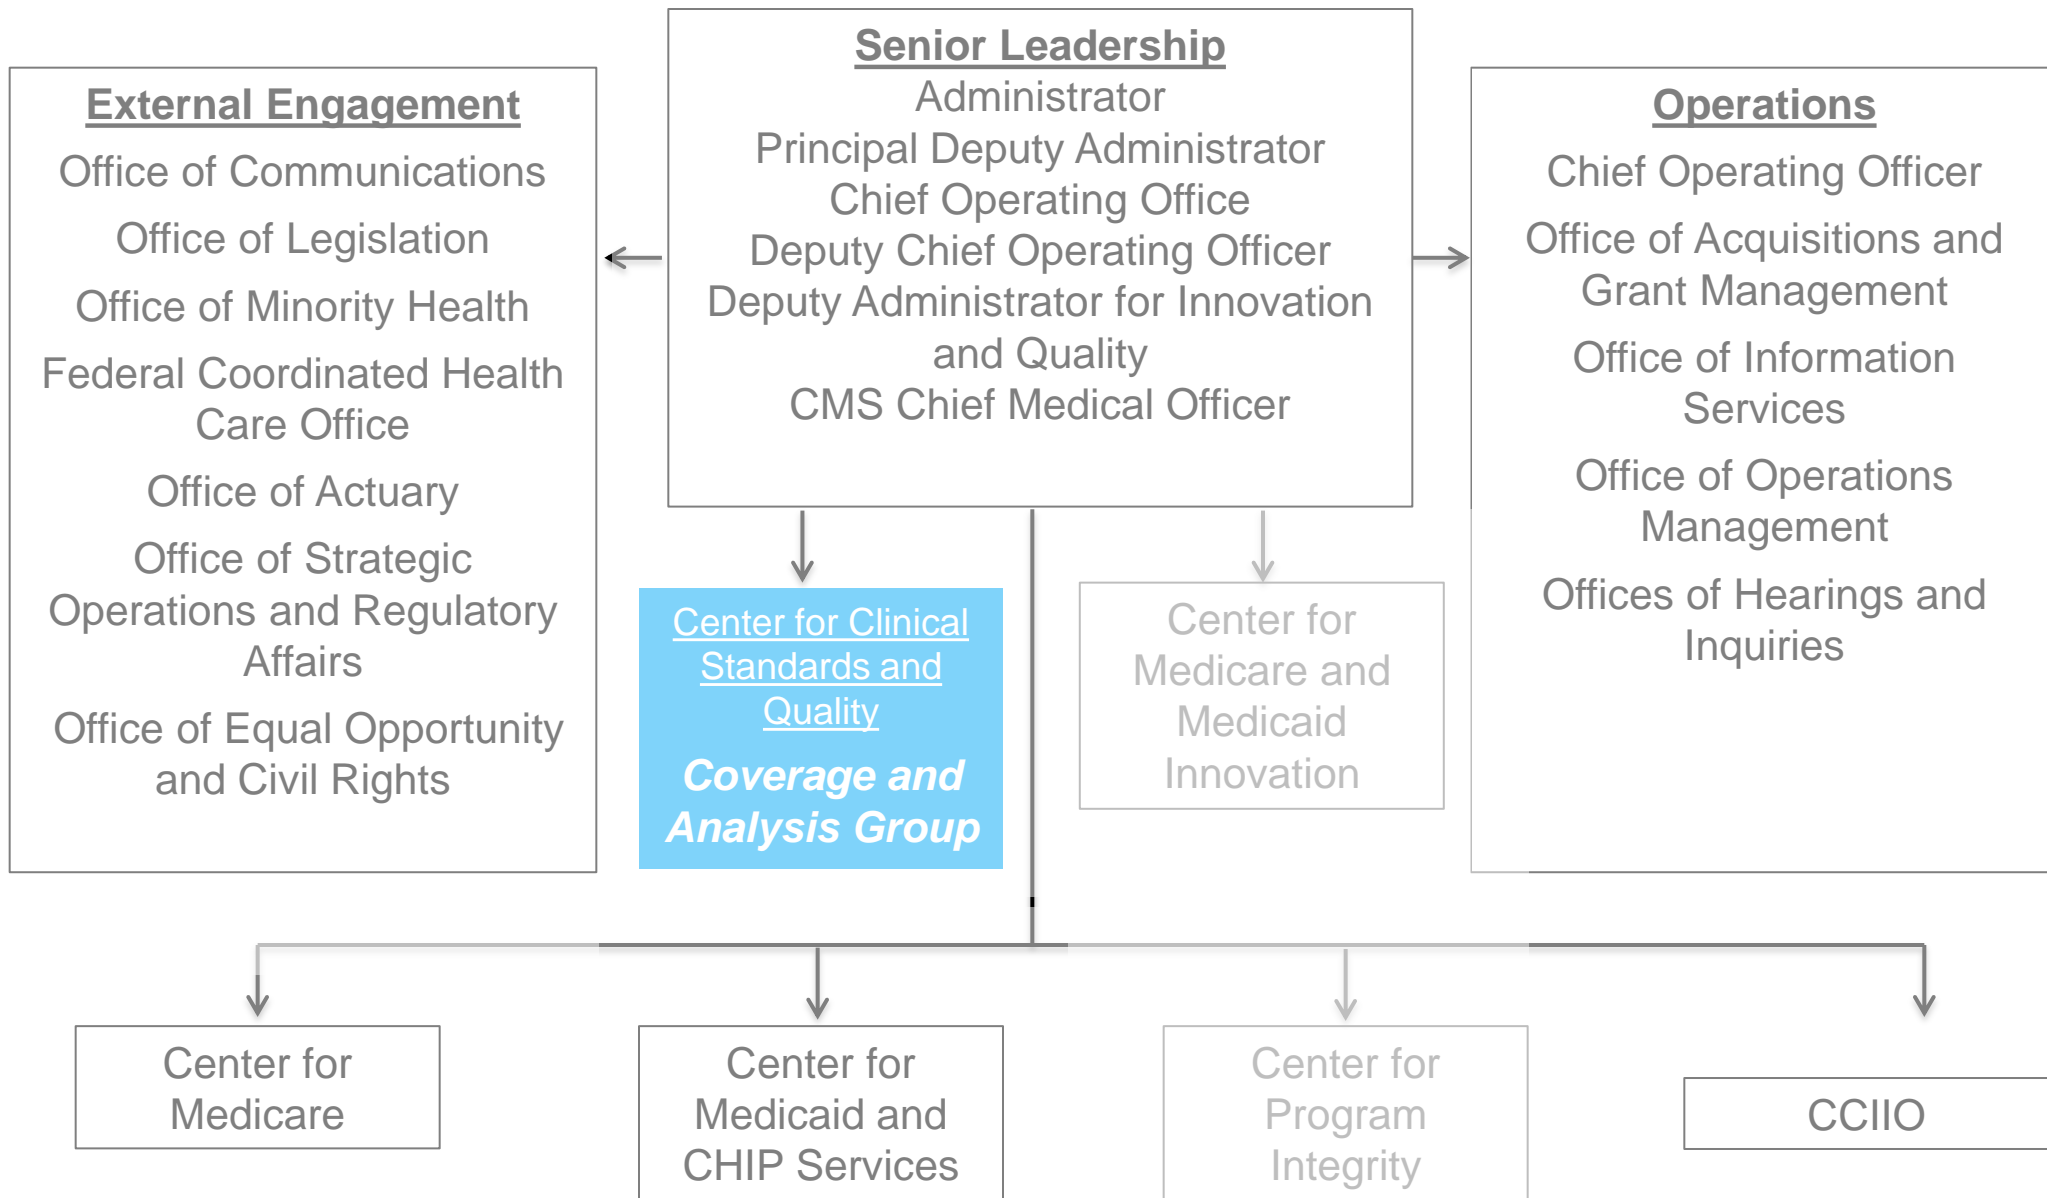 External Engagement
Office of Communications
Office of Legislation
Office of Minority Health
Federal Coordinated Health
Care Office
Office of Actuary
Office of Strategic
Operations and Regulatory
Affairs
Office of Equal Opportunity
and Civil Rights
Senior Leadership
Administrator
Principal Deputy Administrator
Chief Operating Office
Deputy Chief Operating Officer
Deputy Administrator for Innovation
and Quality
CMS Chief Medical Officer
Operations
Chief Operating Officer
Office of Acquisitions and
Grant Management
Office of Information
Services
Office of Operations
Management
Offices of Hearings and
Inquiries
Center for Clinical
Standards and
Quality
Coverage and
Analysis Group
Center for
Medicare and
Medicaid
Innovation
Center for
Medicare
Center for
Medicaid and
CHIP Services
Center for
Program
Integrity
CCIIO